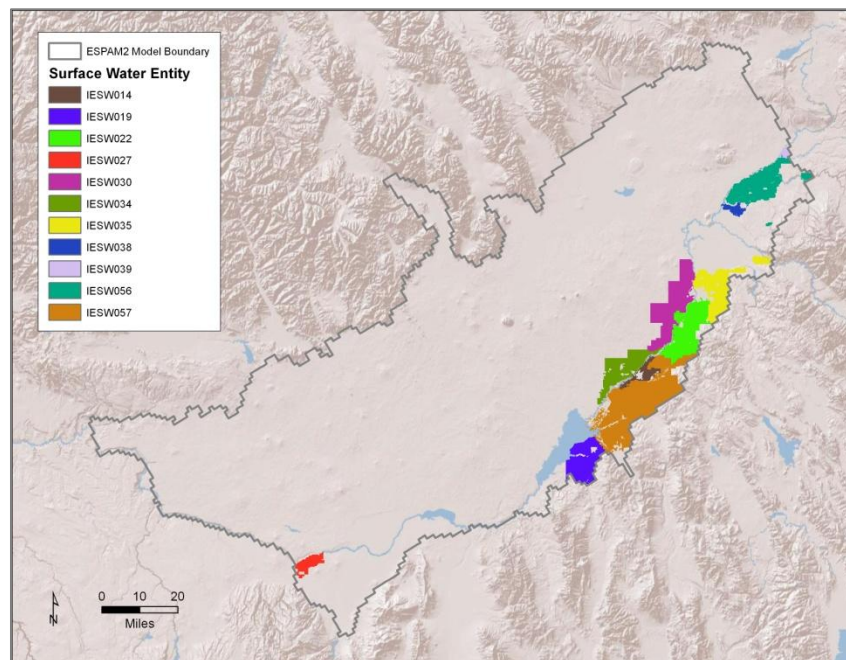 ESPAM2 Model Boundary
Surface Water Entity
IESW014
IESW019
IESW022
IESW027
IESW030
IESW034
IESW035
IESW038
IESW039
IESW056
IESW057
N
0 10 20
Miles